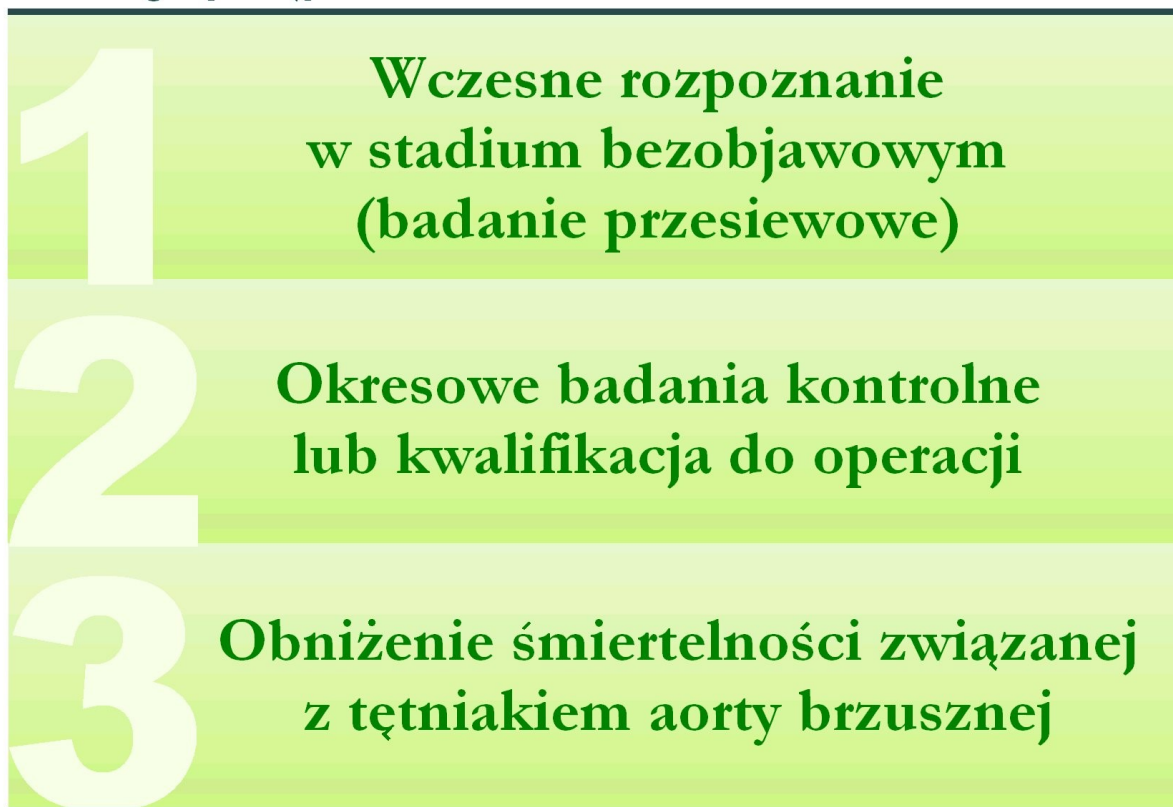 1
Wczesne rozpoznanie
w stadium bezobjawowym
(badanie przesiewowe)
2
Okresowe badania kontrolne
lub kwalifikacja do operacji
3
Obniżenie śmiertelności związanej
z tętniakiem aorty brzusznej